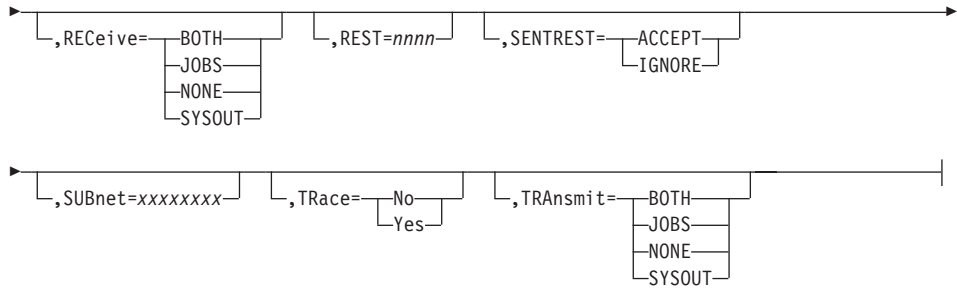 ,RECeive= BOTH ,REST=nnnn ,SENTREST= ACCEPT
JOBS IGNORE
NONE
SYSOUT
,SUBnet=xxxxxxxx ,TRace= No ,TRAnsmit= BOTH
Yes JOBS
NONE
SYSOUT